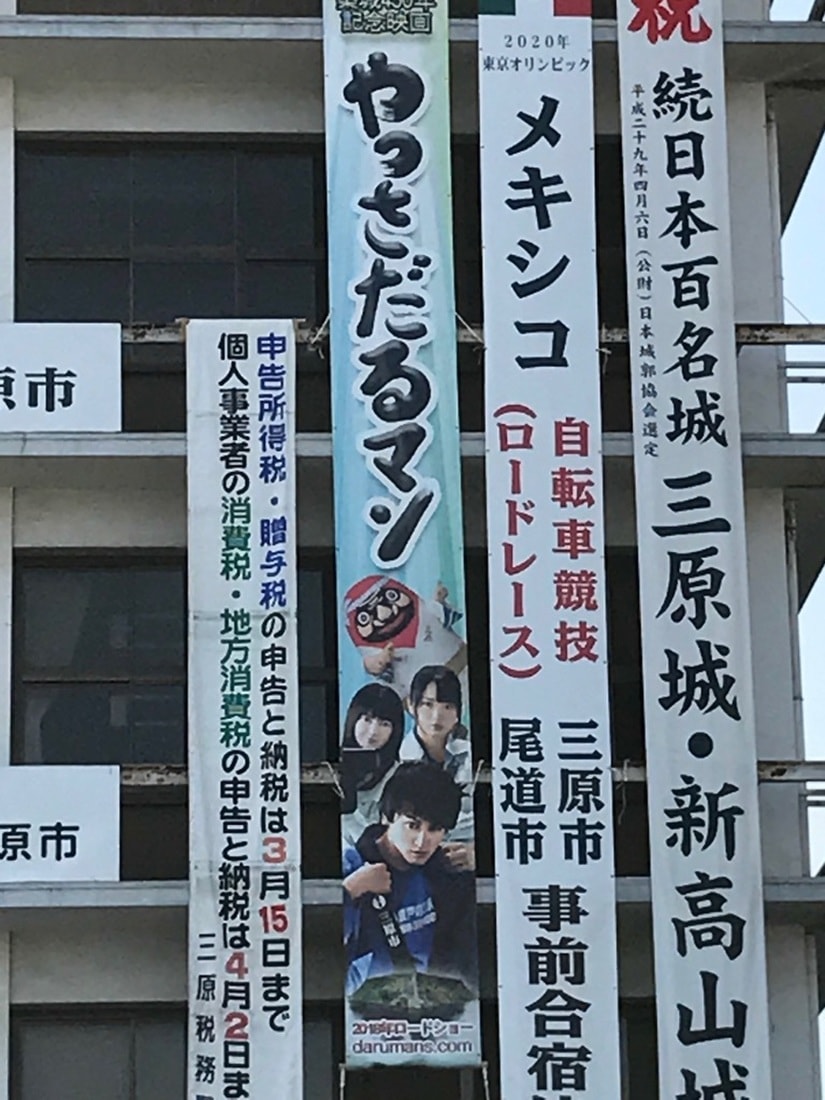 祝
続日本百名城 三原城・新高山城
平成二十九年四月六日(公財)日本城郭協会選定
2020年
東京オリンピック
メキシコ
自転車競技
(ロードレース)
三原市
尾道市
事前合宿
記念映画
やっさだるマン
三原市
2018年ロードショー
darumans.com
申告所得税・贈与税の申告と納税は3月15日まで
個人事業者の消費税・地方消費税の申告と納税は4月2日ま
三原税務
原市
原市